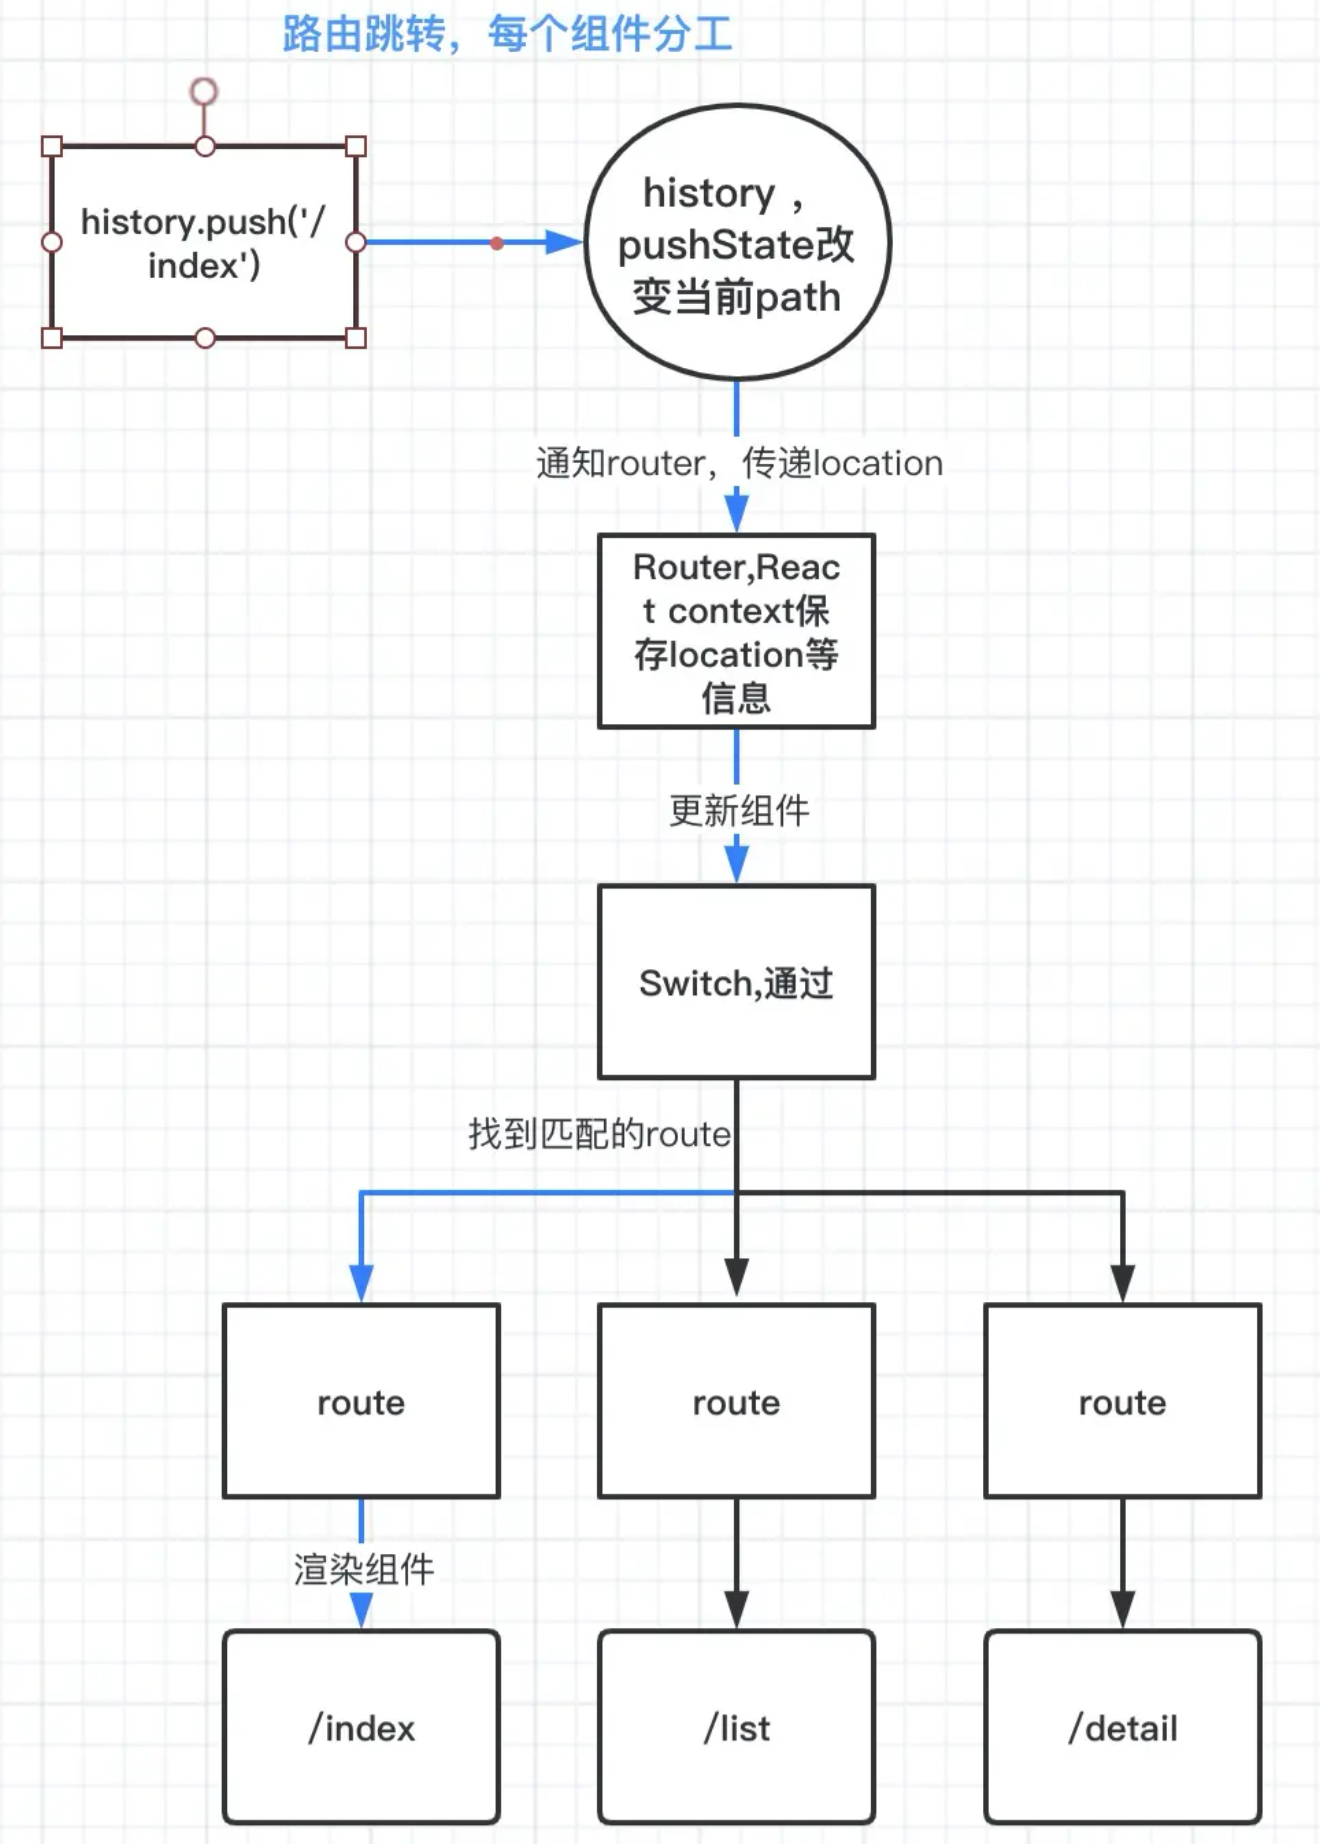 路由跳转，每个组件分工
history.push('/
index')
history ，
pushState改
变当前path
通知router，传递location
Router,Reac
t context保
存location等
信息
更新组件
Switch,通过
找到匹配的route
route
route
route
渲染组件
/index
/list
/detail